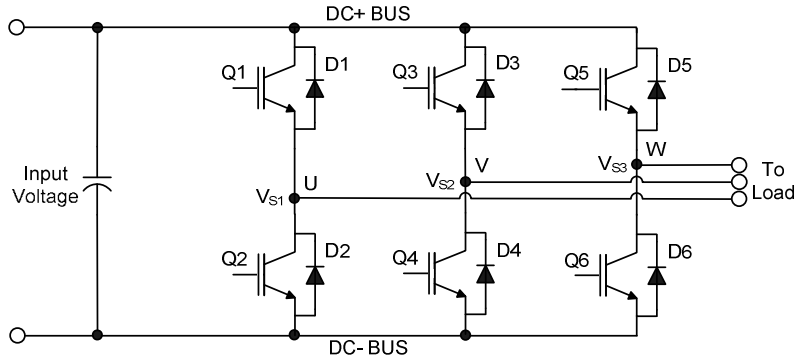 DC+ BUS
Q1
D1
Q3
D3
Q5
D5
Input
Voltage
VS1
U
VS2
V
VS3
W
To
Load
Q2
D2
Q4
D4
Q6
D6
DC- BUS